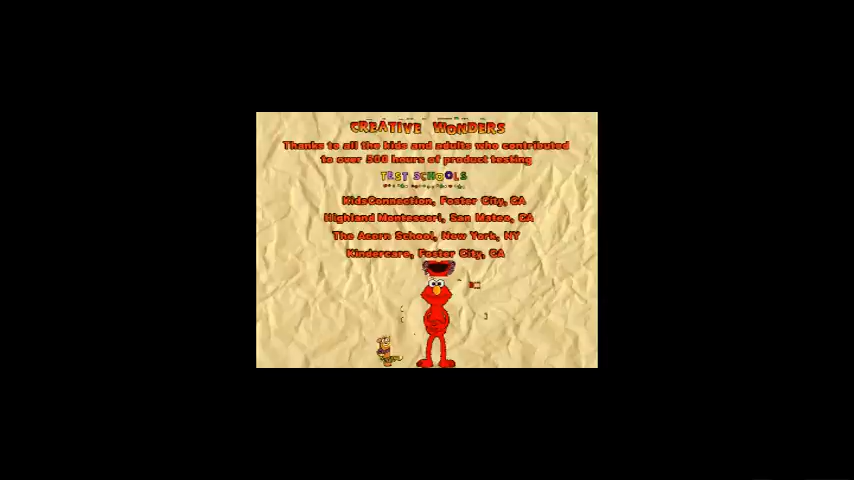 CREATIVE WONDERS
Thanks to all the kids and adults who contributed
to over 500 hours of product testing
TEST SCHOOLS
KidsConnection, Foster City, CA
Highland Montessori, San Mateo, CA
The Acorn School, New York, NY
Kindercare, Foster City, CA